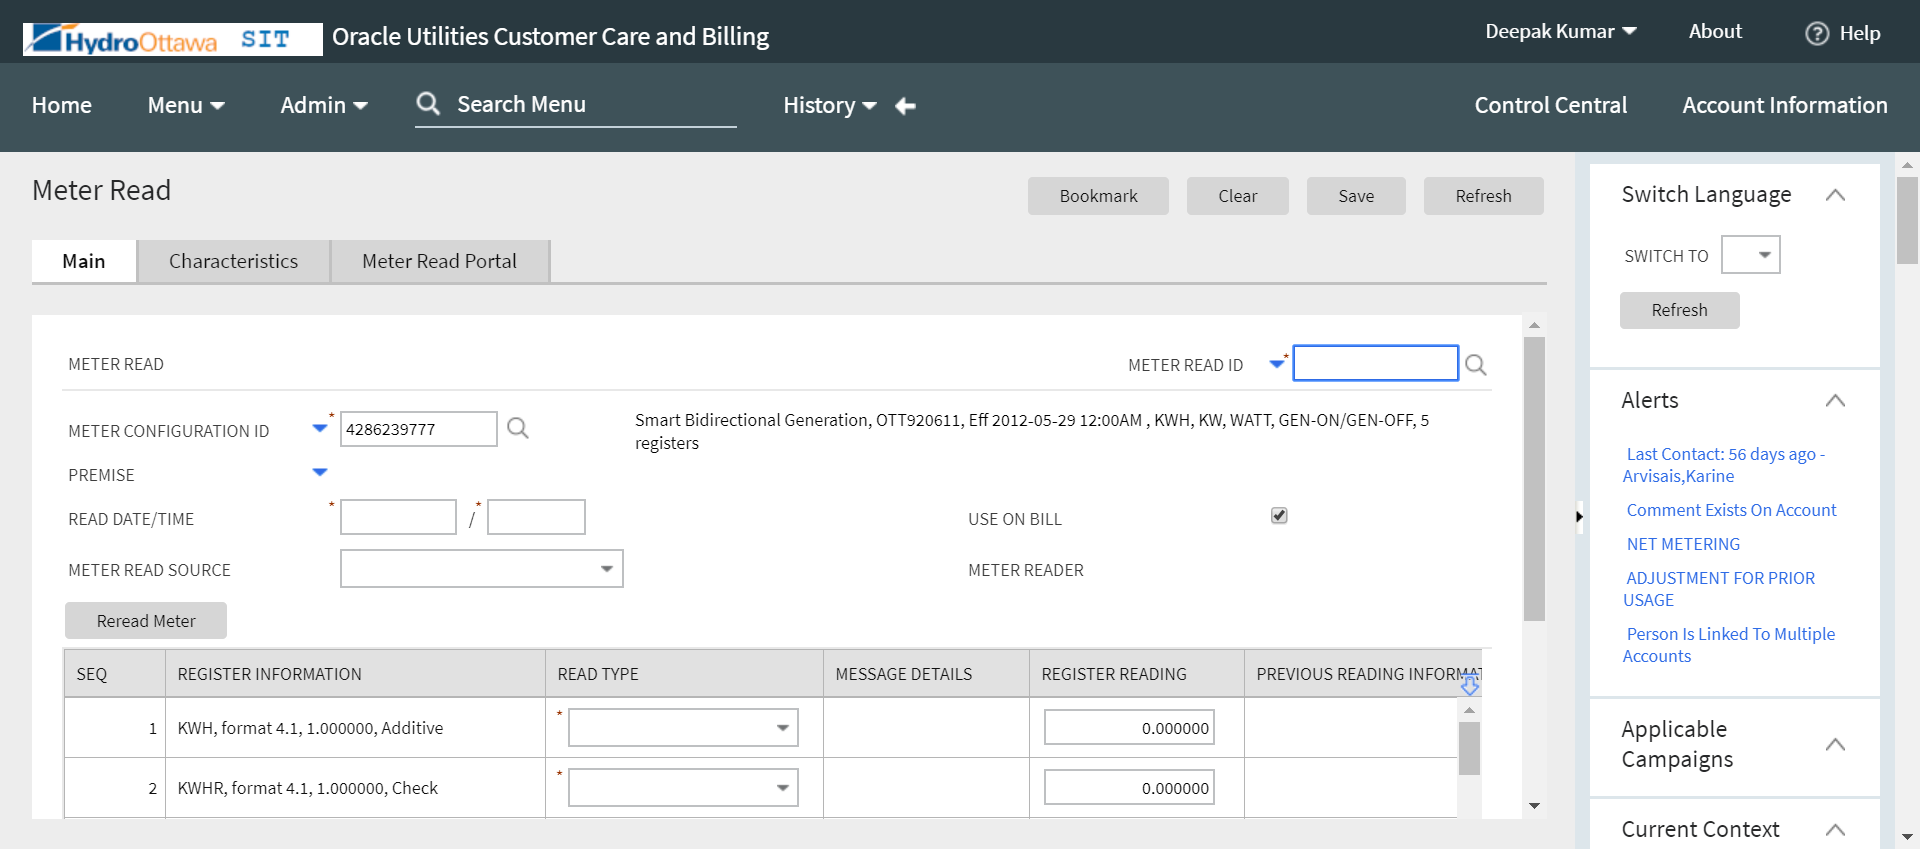 HydroOttawa SIT Oracle Utilities Customer Care and Billing Deepak Kumar About ? Help
Home Menu Admin Search Menu History Control Central Account Information
Meter Read
Bookmark Clear Save Refresh
Main Characteristics Meter Read Portal
METER READ METER READ ID *
METER CONFIGURATION ID * 4286239777 Smart Bidirectional Generation, OTT920611, Eff 2012-05-29 12:00AM , KWH, KW, WATT, GEN-ON/GEN-OFF, 5
registers
PREMISE
READ DATE/TIME * / * USE ON BILL
METER READ SOURCE METER READER
Reread Meter
SEQ REGISTER INFORMATION READ TYPE MESSAGE DETAILS REGISTER READING PREVIOUS READING INFORMAT
1 KWH, format 4.1, 1.000000, Additive * 0.000000
2 KWHR, format 4.1, 1.000000, Check * 0.000000
Switch Language
SWITCH TO
Refresh
Alerts
Last Contact: 56 days ago -
Arvisais,Karine
Comment Exists On Account
NET METERING
ADJUSTMENT FOR PRIOR
USAGE
Person Is Linked To Multiple
Accounts
Applicable
Campaigns
Current Context